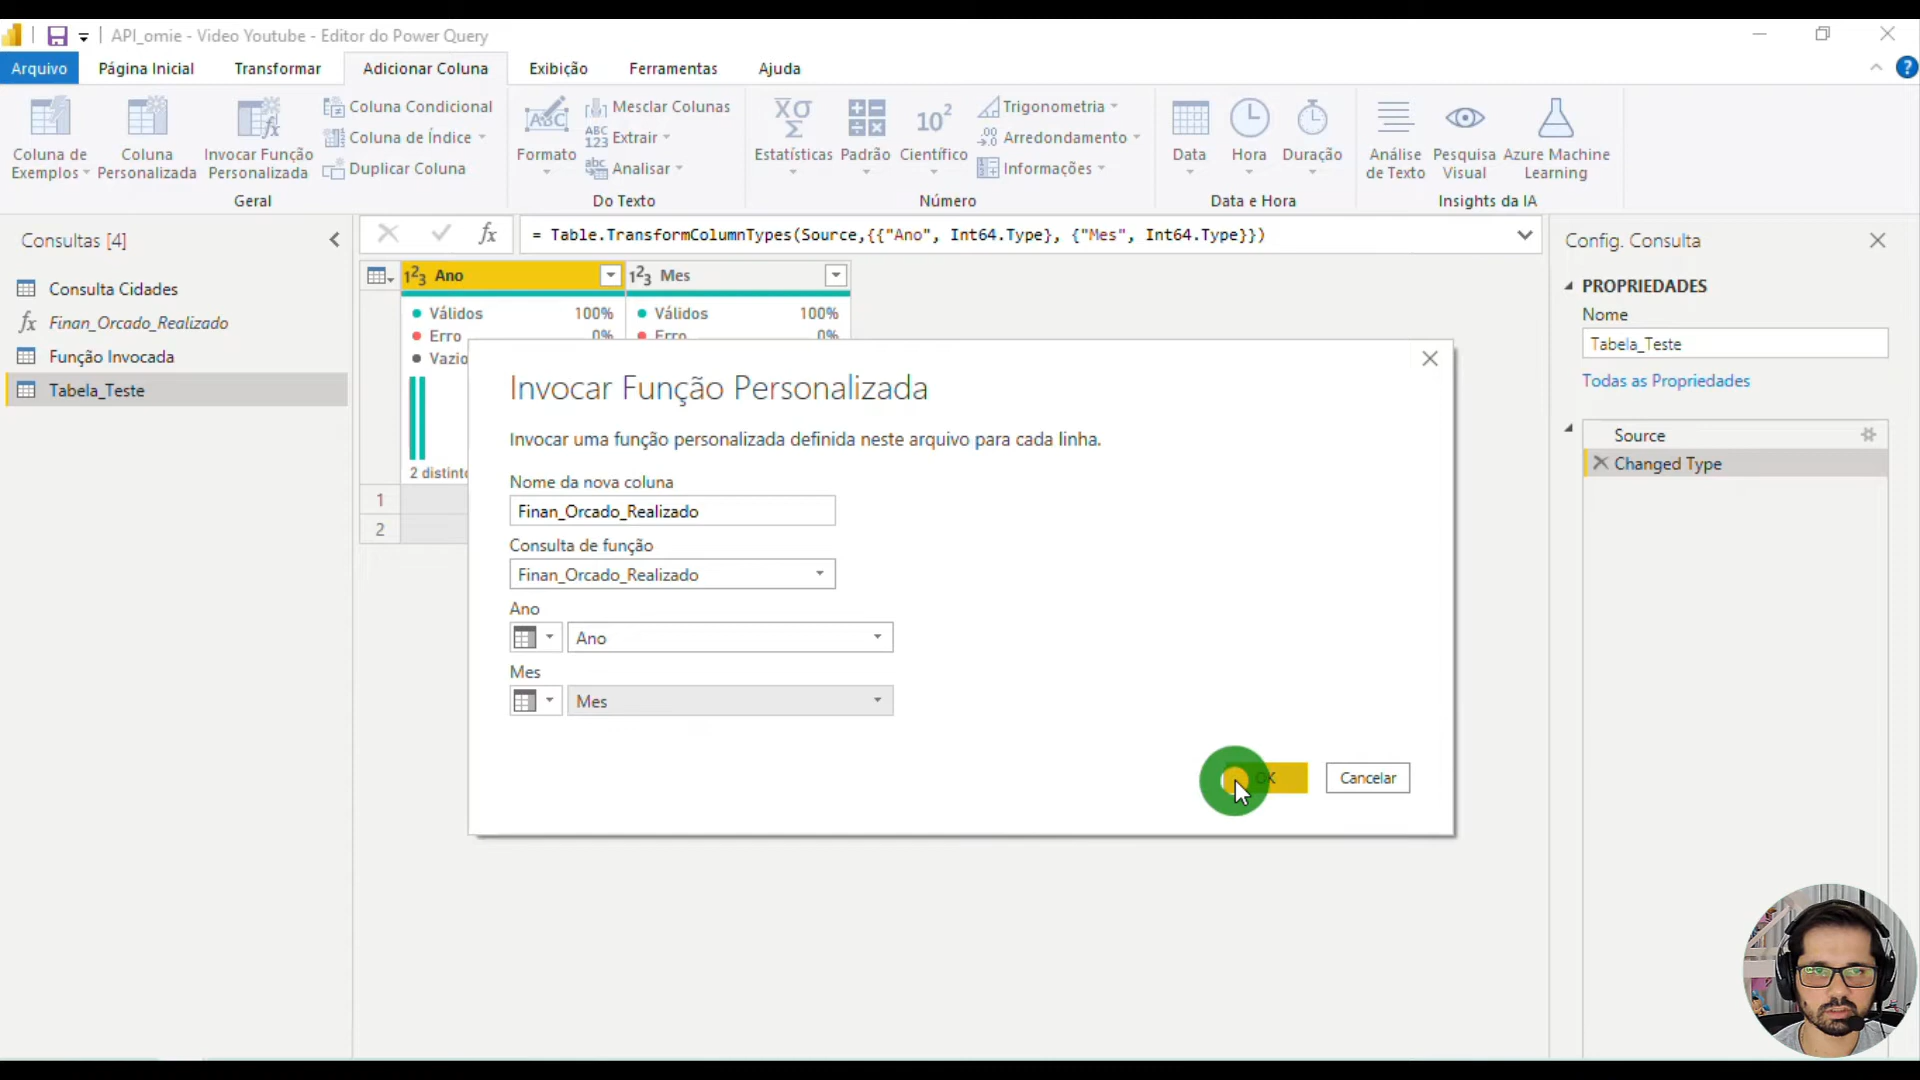 API_omie - Video Youtube - Editor do Power Query
Arquivo Página Inicial Transformar Adicionar Coluna Exibição Ferramentas Ajuda
Coluna de Exemplos
Coluna Personalizada
Invocar Função Personalizada
Coluna Condicional
Coluna de Índice
Duplicar Coluna
Geral
Formato
Mesclar Colunas
Extrair
Analisar
Do Texto
Estatísticas
Padrão
Científico
Trigonometria
Arredondamento
Informações
Número
Data
Hora
Duração
Data e Hora
Análise de Texto
Pesquisa Visual
Azure Machine Learning
Insights da IA
Consultas [4]
Consulta Cidades
Finan_Orcado_Realizado
Função Invocada
Tabela_Teste
= Table.TransformColumnTypes(Source,{{"Ano", Int64.Type}, {"Mes", Int64.Type}})
Ano
Mes
Válidos 100%
Erro 0%
Vazio
2 distinto
Válidos 100%
Erro 0%
1
2
Invocar Função Personalizada
Invocar uma função personalizada definida neste arquivo para cada linha.
Nome da nova coluna
Finan_Orcado_Realizado
Consulta de função
Finan_Orcado_Realizado
Ano
Ano
Mes
Mes
OK
Cancelar
Config. Consulta
PROPRIEDADES
Nome
Tabela_Teste
Todas as Propriedades
Source
Changed Type